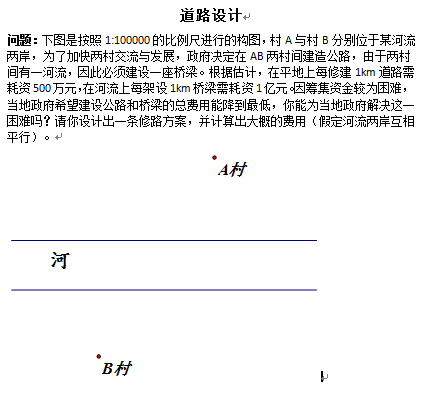 道路设计
问题：下图是按照 1:100000 的比例尺进行的构图，村 A 与村 B 分别位于某河流
两岸，为了加快两村交流与发展，政府决定在 AB 两村间建造公路，由于两村
间有一河流，因此必须建设一座桥梁。根据估计，在平地上每修建 1km 道路需
耗资 500 万元，在河流上每架设 1km 桥梁需耗资 1 亿元。因筹集资金较为困难，
当地政府希望建设公路和桥梁的总费用能降到最低，你能为当地政府解决这一
困难吗？请你设计出一条修路方案，并计算出大概的费用（假定河流两岸互相
平行）。
A村
河
B村